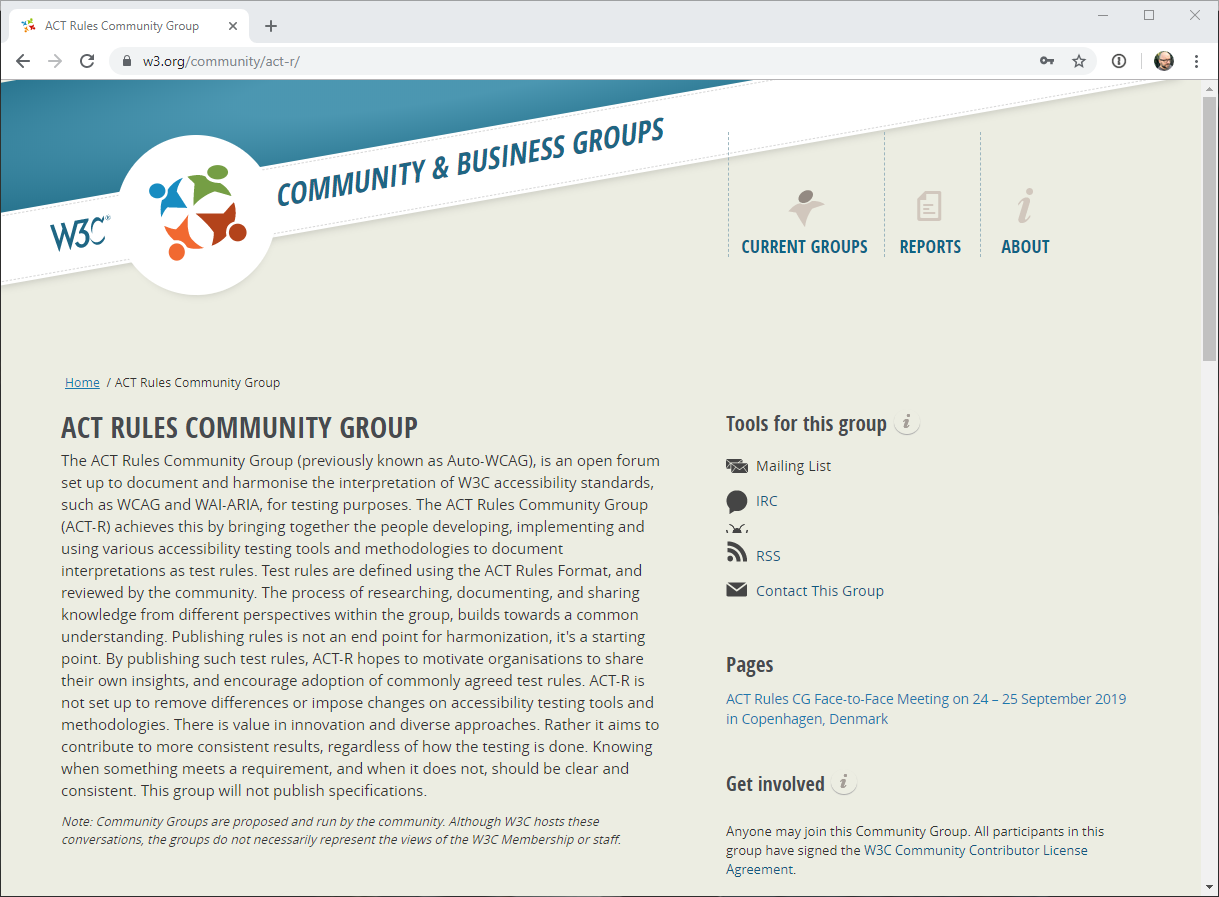 ACT Rules Community Group
w3.org/community/act-r/
COMMUNITY & BUSINESS GROUPS
W3C®
CURRENT GROUPS
REPORTS
ABOUT
Home / ACT Rules Community Group
ACT RULES COMMUNITY GROUP
The ACT Rules Community Group (previously known as Auto-WCAG), is an open forum
set up to document and harmonise the interpretation of W3C accessibility standards,
such as WCAG and WAI-ARIA, for testing purposes. The ACT Rules Community Group
(ACT-R) achieves this by bringing together the people developing, implementing and
using various accessibility testing tools and methodologies to document
interpretations as test rules. Test rules are defined using the ACT Rules Format, and
reviewed by the community. The process of researching, documenting, and sharing
knowledge from different perspectives within the group, builds towards a common
understanding. Publishing rules is not an end point for harmonization, it's a starting
point. By publishing such test rules, ACT-R hopes to motivate organisations to share
their own insights, and encourage adoption of commonly agreed test rules. ACT-R is
not set up to remove differences or impose changes on accessibility testing tools and
methodologies. There is value in innovation and diverse approaches. Rather it aims to
contribute to more consistent results, regardless of how the testing is done. Knowing
when something meets a requirement, and when it does not, should be clear and
consistent. This group will not publish specifications.
Note: Community Groups are proposed and run by the community. Although W3C hosts these
conversations, the groups do not necessarily represent the views of the W3C Membership or staff.
Tools for this group i
Mailing List
IRC
RSS
Contact This Group
Pages
ACT Rules CG Face-to-Face Meeting on 24 – 25 September 2019
in Copenhagen, Denmark
Get involved i
Anyone may join this Community Group. All participants in this
group have signed the W3C Community Contributor License
Agreement.